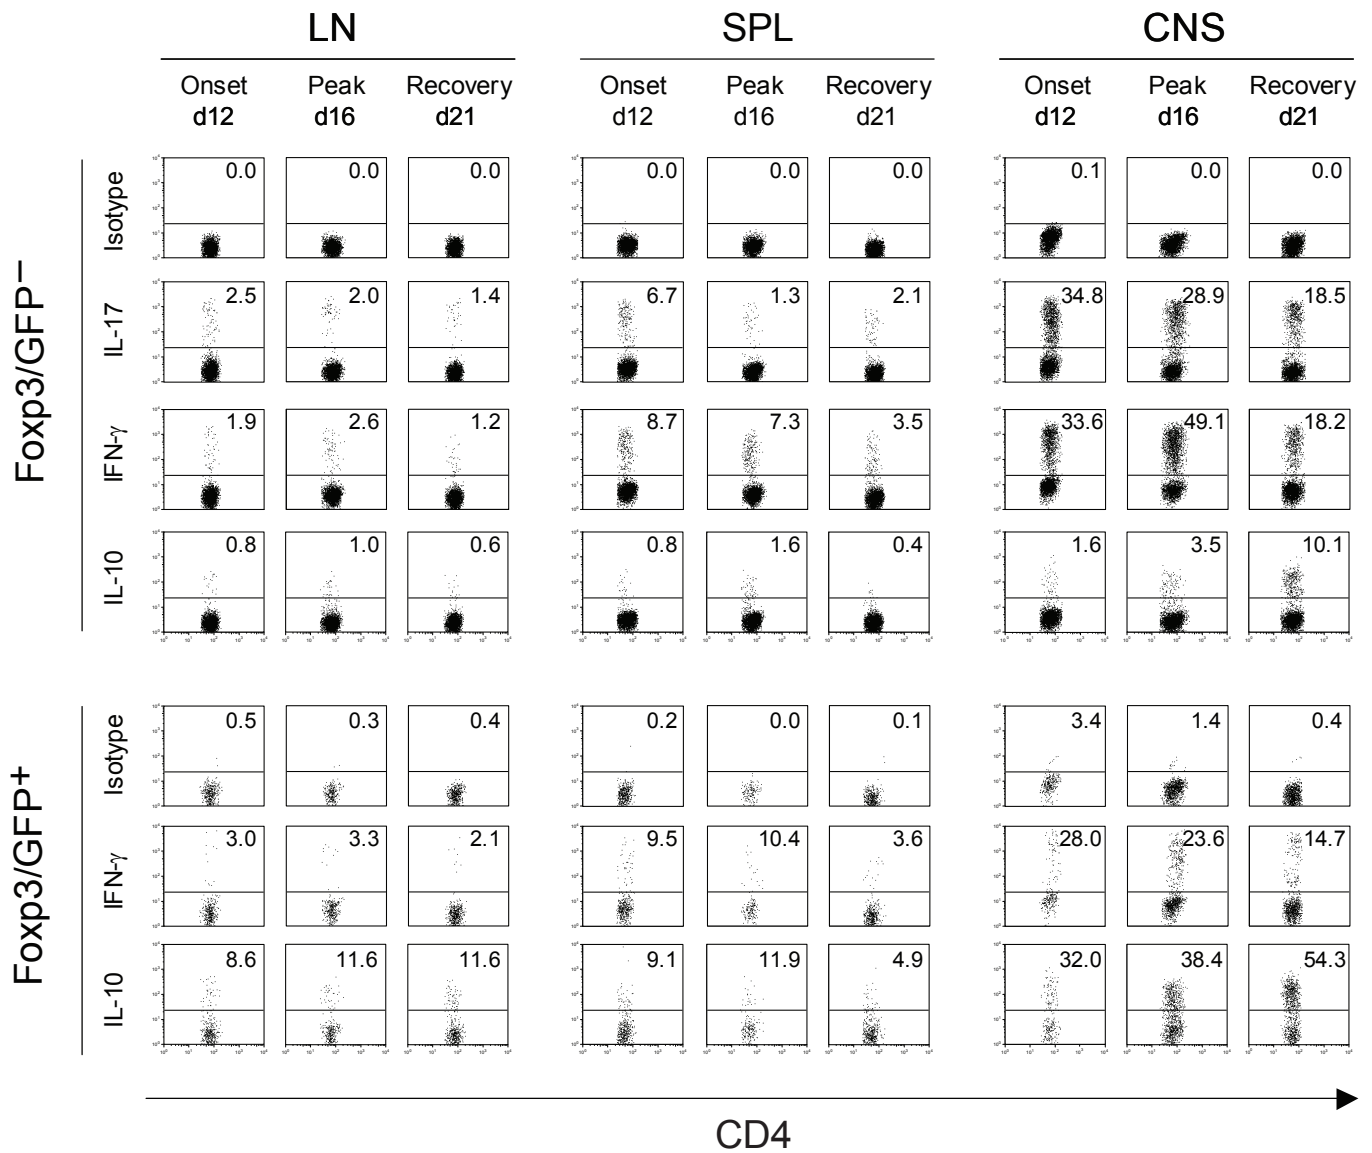 LN SPL CNS
Onset Peak Recovery Onset Peak Recovery Onset Peak Recovery
d12 d16 d21 d12 d16 d21 d12 d16 d21
Foxp3/GFP−
Isotype 0.0 0.0 0.0 0.0 0.0 0.0 0.1 0.0 0.0
IL-17 2.5 2.0 1.4 6.7 1.3 2.1 34.8 28.9 18.5
IFN-γ 1.9 2.6 1.2 8.7 7.3 3.5 33.6 49.1 18.2
IL-10 0.8 1.0 0.6 0.8 1.6 0.4 1.6 3.5 10.1
Foxp3/GFP+
Isotype 0.5 0.3 0.4 0.2 0.0 0.1 3.4 1.4 0.4
IFN-γ 3.0 3.3 2.1 9.5 10.4 3.6 28.0 23.6 14.7
IL-10 8.6 11.6 11.6 9.1 11.9 4.9 32.0 38.4 54.3
CD4